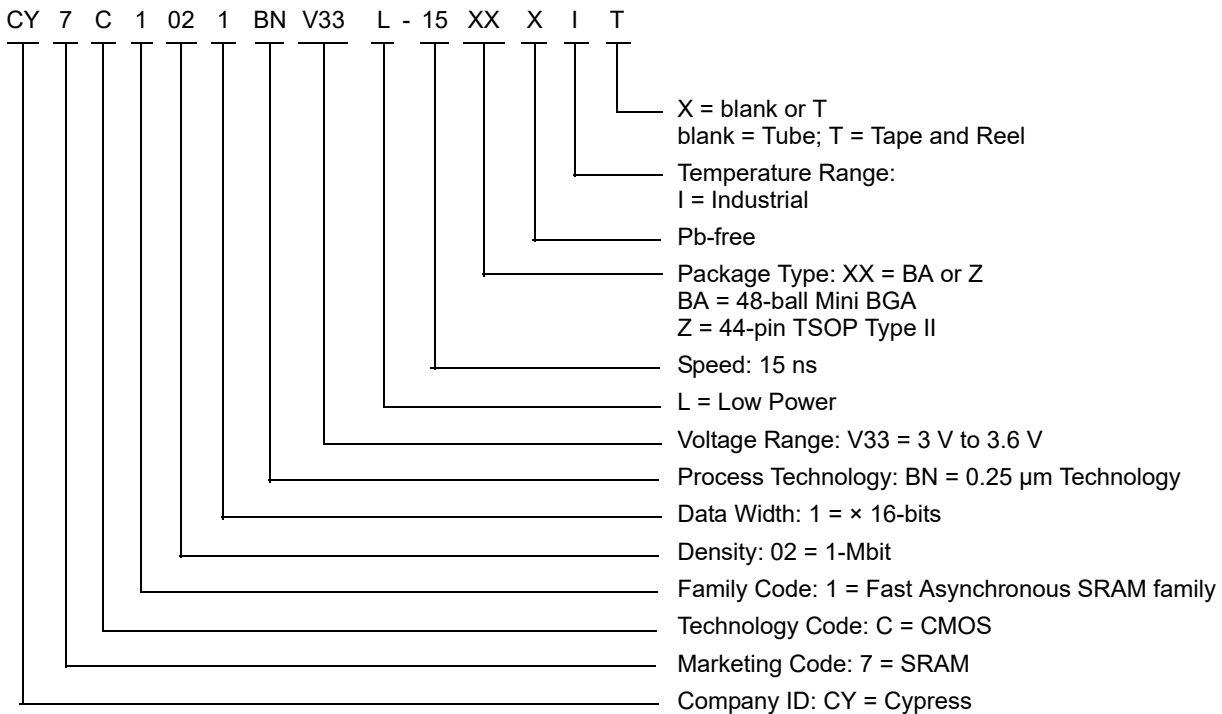 CY 7 C 1 02 1 BN V33 L - 15 XX X I T
X = blank or T
blank = Tube; T = Tape and Reel
Temperature Range:
I = Industrial
Pb-free
Package Type: XX = BA or Z
BA = 48-ball Mini BGA
Z = 44-pin TSOP Type II
Speed: 15 ns
L = Low Power
Voltage Range: V33 = 3 V to 3.6 V
Process Technology: BN = 0.25 µm Technology
Data Width: 1 = × 16-bits
Density: 02 = 1-Mbit
Family Code: 1 = Fast Asynchronous SRAM family
Technology Code: C = CMOS
Marketing Code: 7 = SRAM
Company ID: CY = Cypress